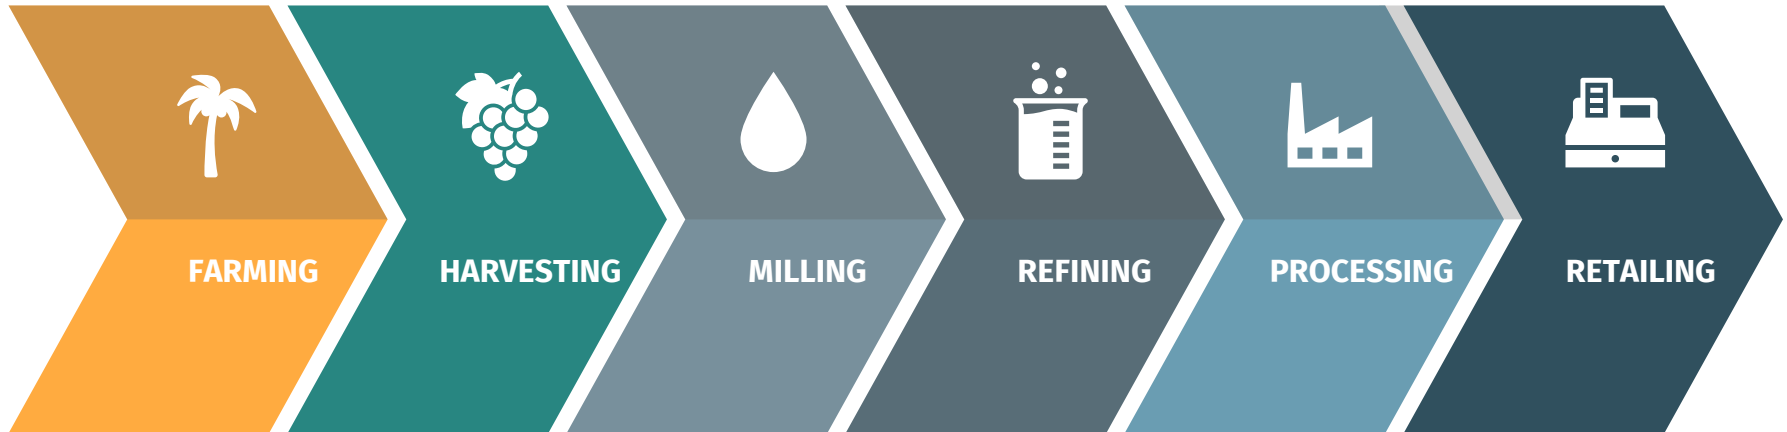 FARMING
HARVESTING
MILLING
REFINING
PROCESSING
RETAILING